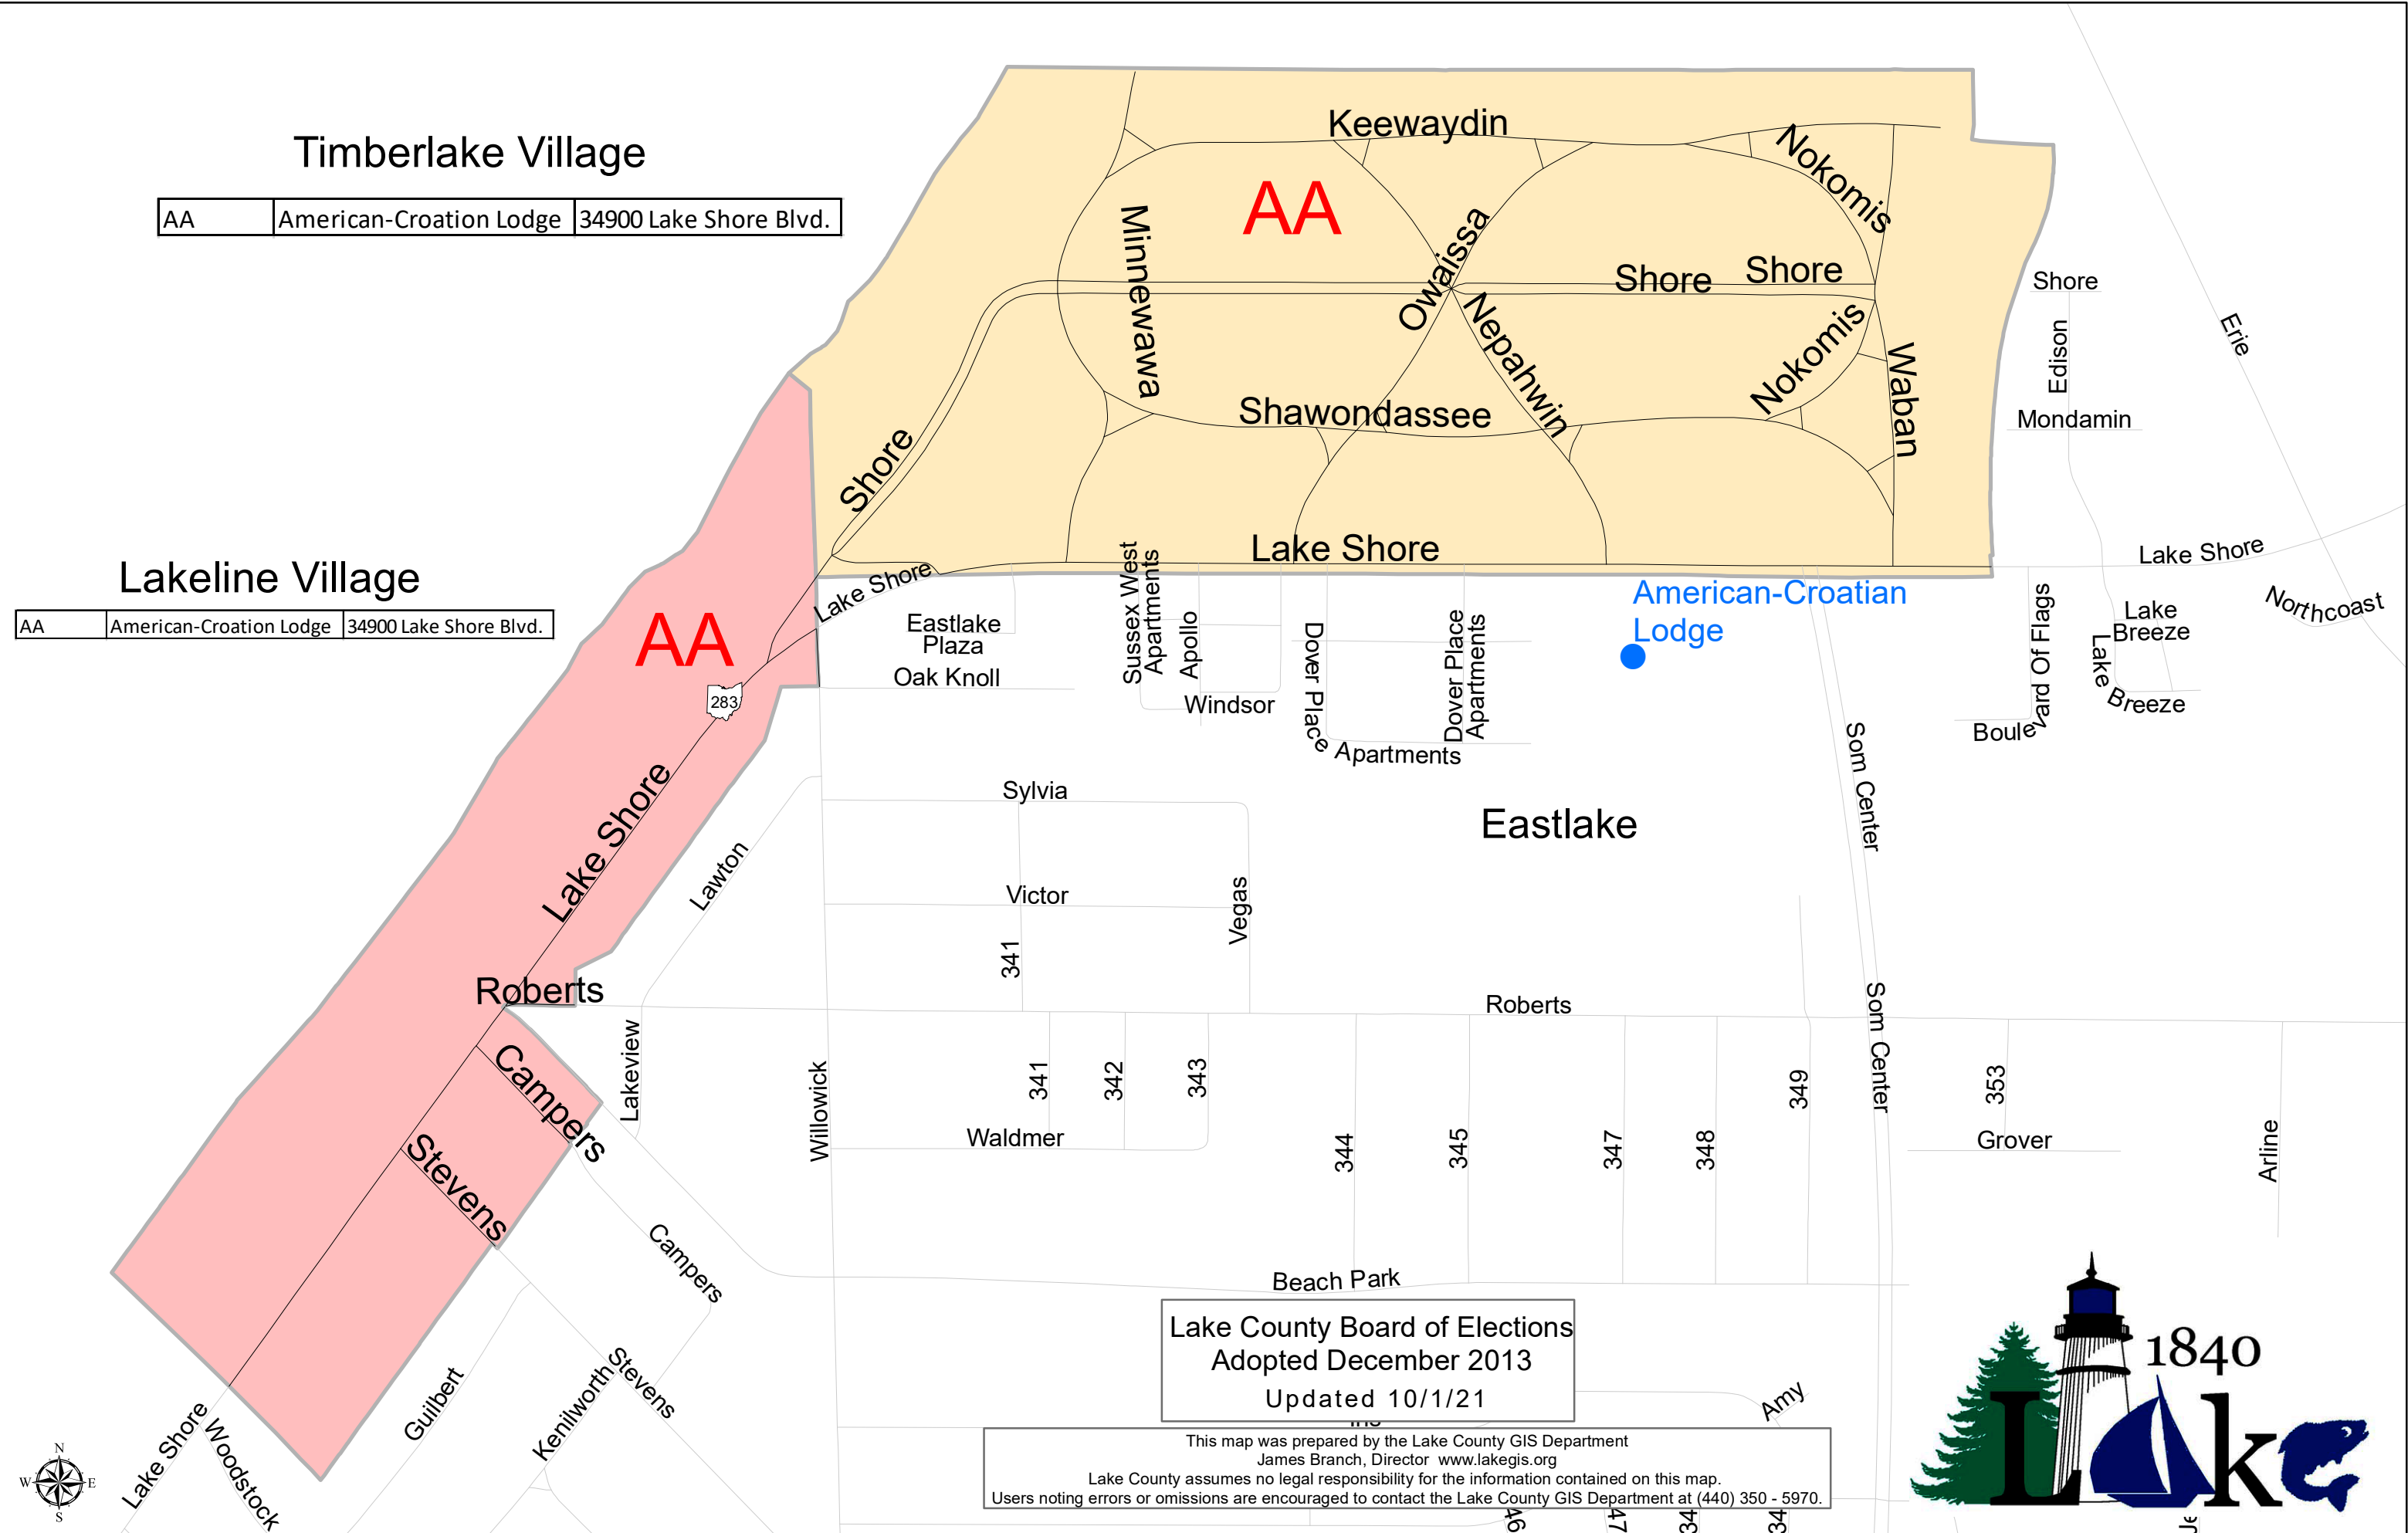 Timberlake Village
AA American-Croation Lodge 34900 Lake Shore Blvd.
Lakeline Village
AA American-Croation Lodge 34900 Lake Shore Blvd.
Keewaydin
Nokomis
AA
Minnewawa
Owaissa
Shore Shore
Nepahwin
Nokomis
Waban
Shawondassee
Shore
Lake Shore
Shore
Edison
Mondamin
Erie
Lake Shore
Northcoast
Lake Shore
AA
283
Eastlake
Plaza
Oak Knoll
Sussex West
Apartments
Apollo
Windsor
Dover Place
Apartments
Dover Place
Apartments
American-Croatian
Lodge
Som Center
Boulevard Of Flags
Lake
Breeze
Lake Breeze
Lake Shore
Lawton
Sylvia
Victor
341
Vegas
Eastlake
Roberts
Roberts
Som Center
Campers
Stevens
Lakeview
Willowick
341
342
343
Waldmer
344
345
347
348
349
353
Grover
Arline
Campers
Beach Park
Guilbert
Kenilworth
Stevens
Lake Shore
Woodstock
Amy
Lake County Board of Elections
Adopted December 2013
Updated 10/1/21
This map was prepared by the Lake County GIS Department
James Branch, Director www.lakegis.org
Lake County assumes no legal responsibility for the information contained on this map.
Users noting errors or omissions are encouraged to contact the Lake County GIS Department at (440) 350 - 5970.
N
W E
S
1840
Lake